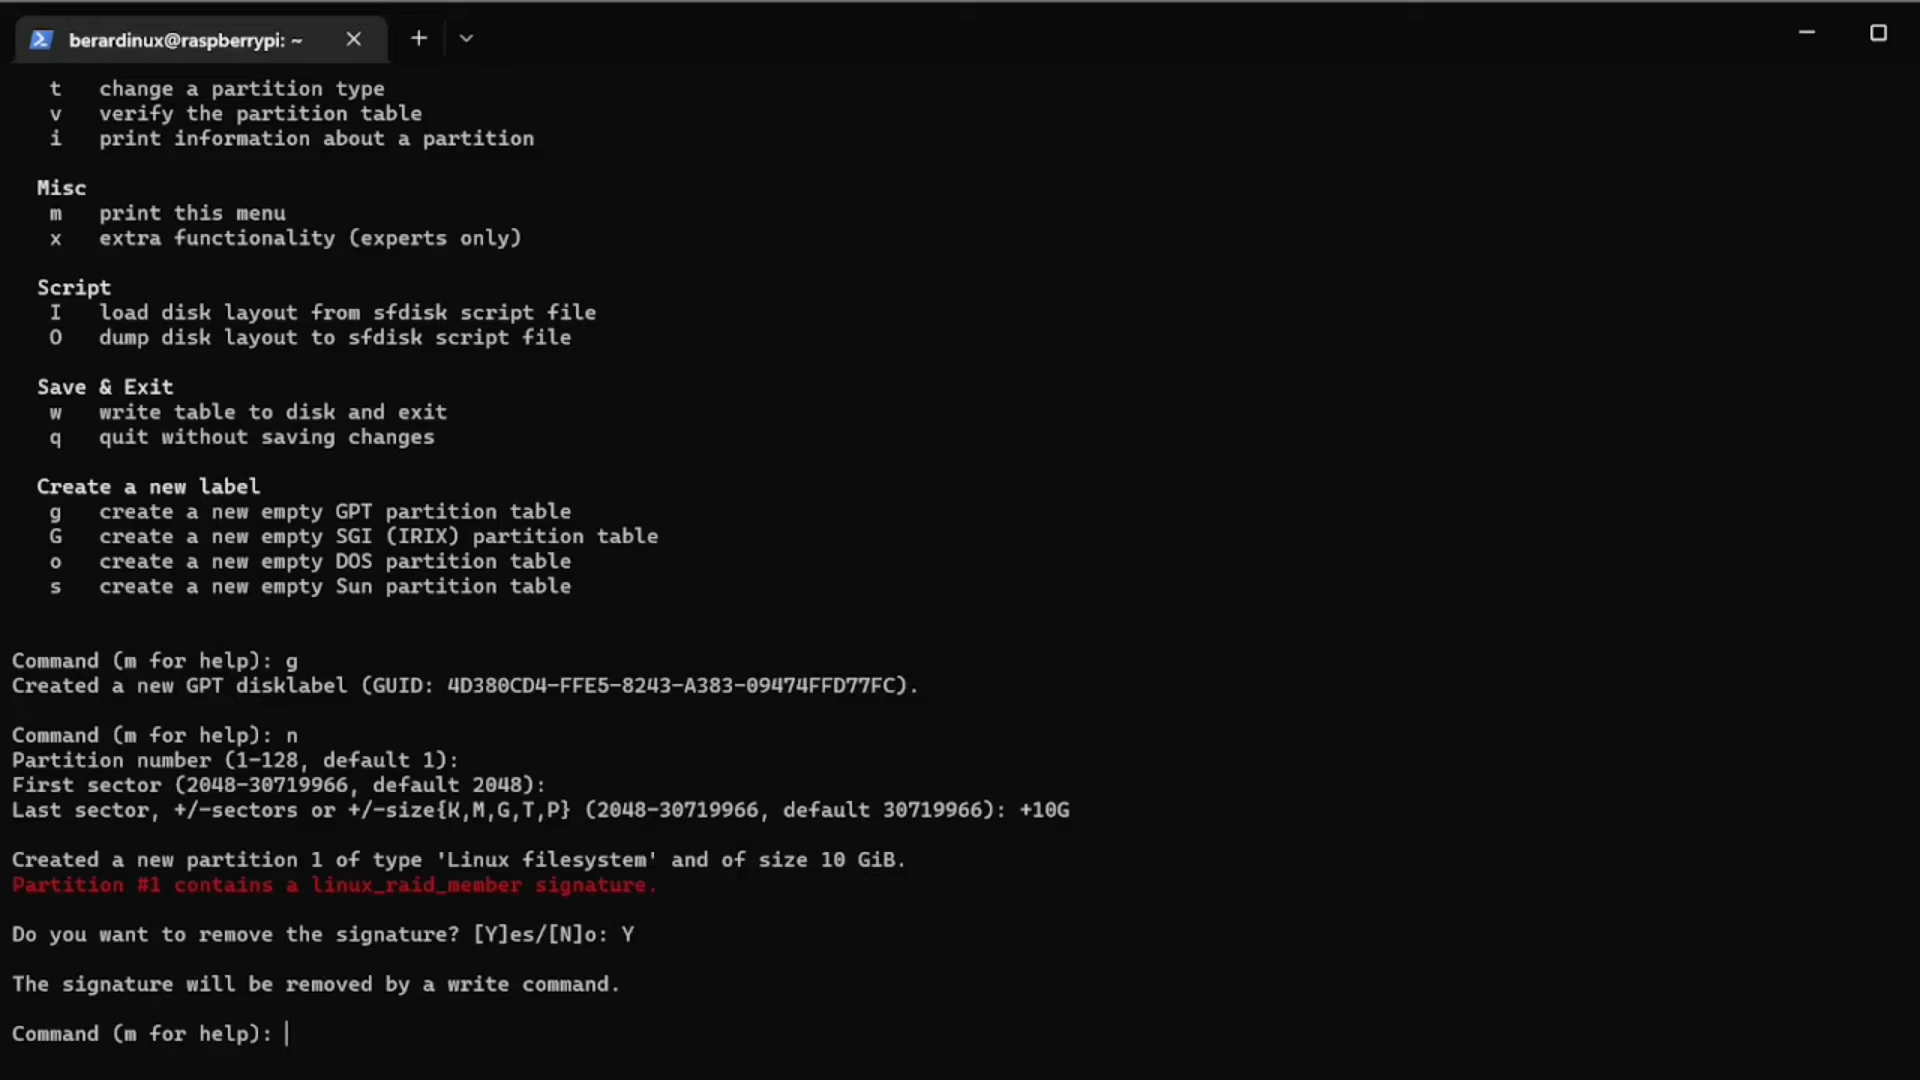 berardinux@raspberrypi: ~
t change a partition type
v verify the partition table
i print information about a partition
Misc
m print this menu
x extra functionality (experts only)
Script
I load disk layout from sfdisk script file
O dump disk layout to sfdisk script file
Save & Exit
w write table to disk and exit
q quit without saving changes
Create a new label
g create a new empty GPT partition table
G create a new empty SGI (IRIX) partition table
o create a new empty DOS partition table
s create a new empty Sun partition table
Command (m for help): g
Created a new GPT disklabel (GUID: 4D380CD4-FFE5-8243-A383-09474FFD77FC).
Command (m for help): n
Partition number (1-128, default 1):
First sector (2048-30719966, default 2048):
Last sector, +/-sectors or +/-size{K,M,G,T,P} (2048-30719966, default 30719966): +10G
Created a new partition 1 of type 'Linux filesystem' and of size 10 GiB.
Partition #1 contains a linux_raid_member signature.
Do you want to remove the signature? [Y]es/[N]o: Y
The signature will be removed by a write command.
Command (m for help):